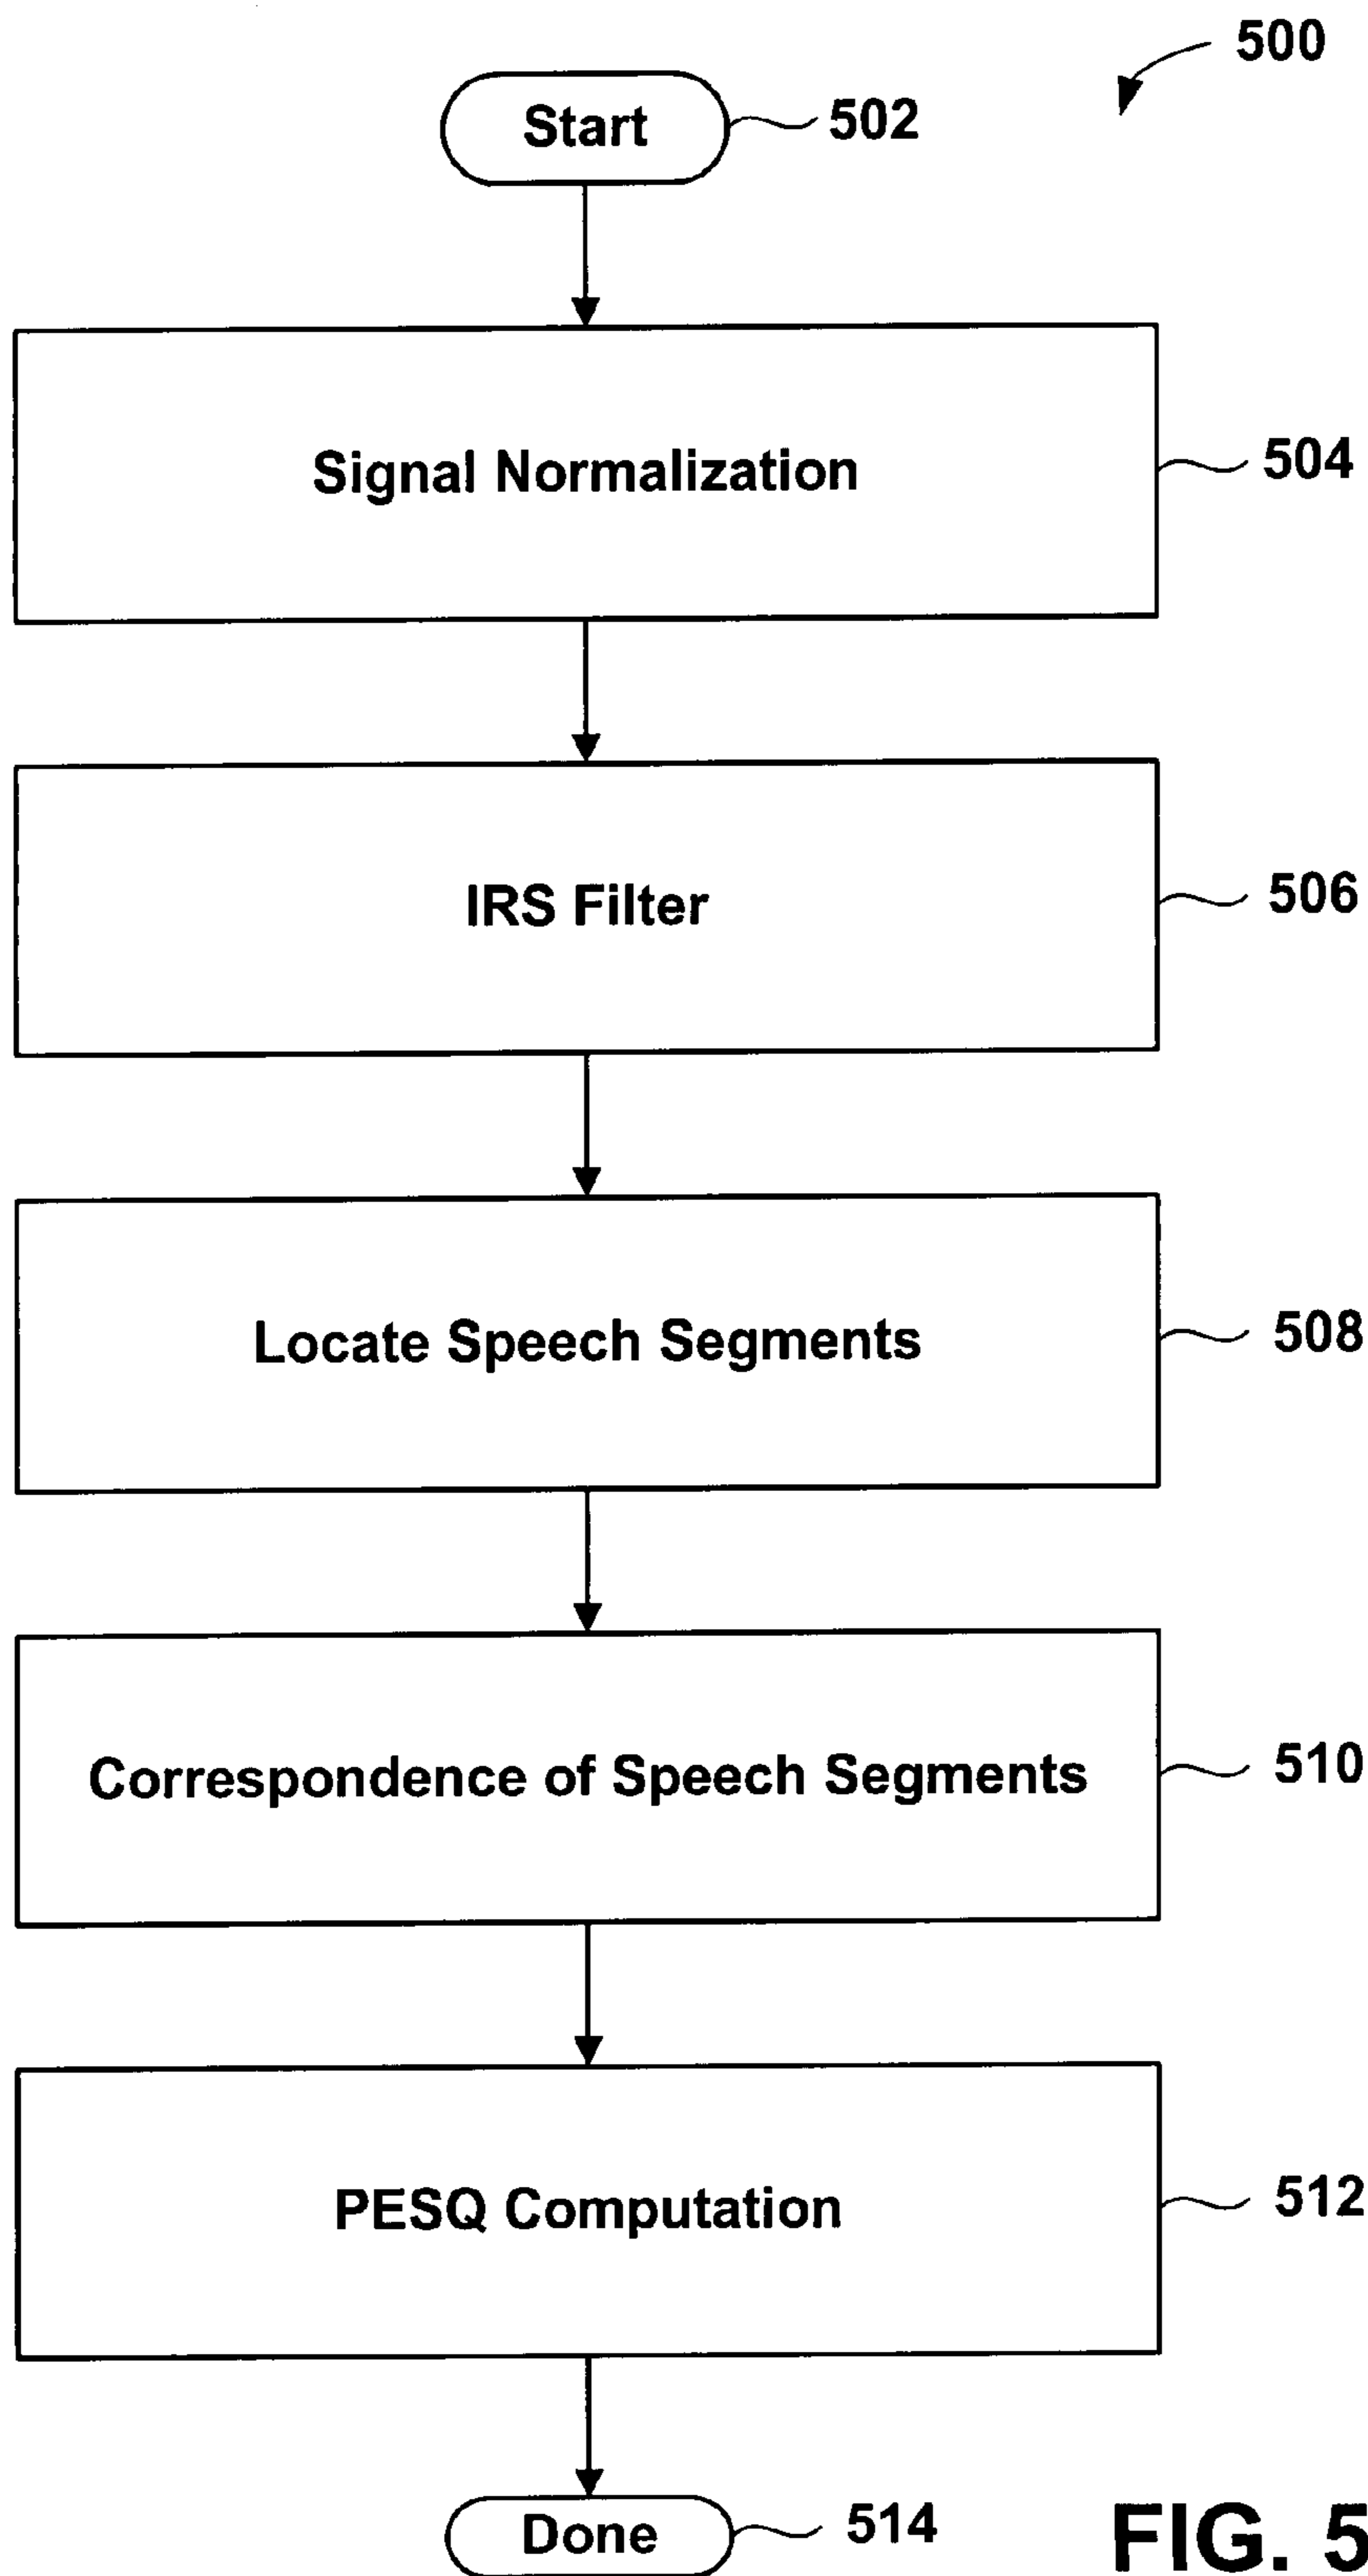 500
Start
502
Signal Normalization
504
IRS Filter
506
Locate Speech Segments
508
Correspondence of Speech Segments
510
PESQ Computation
512
Done
514
FIG. 5